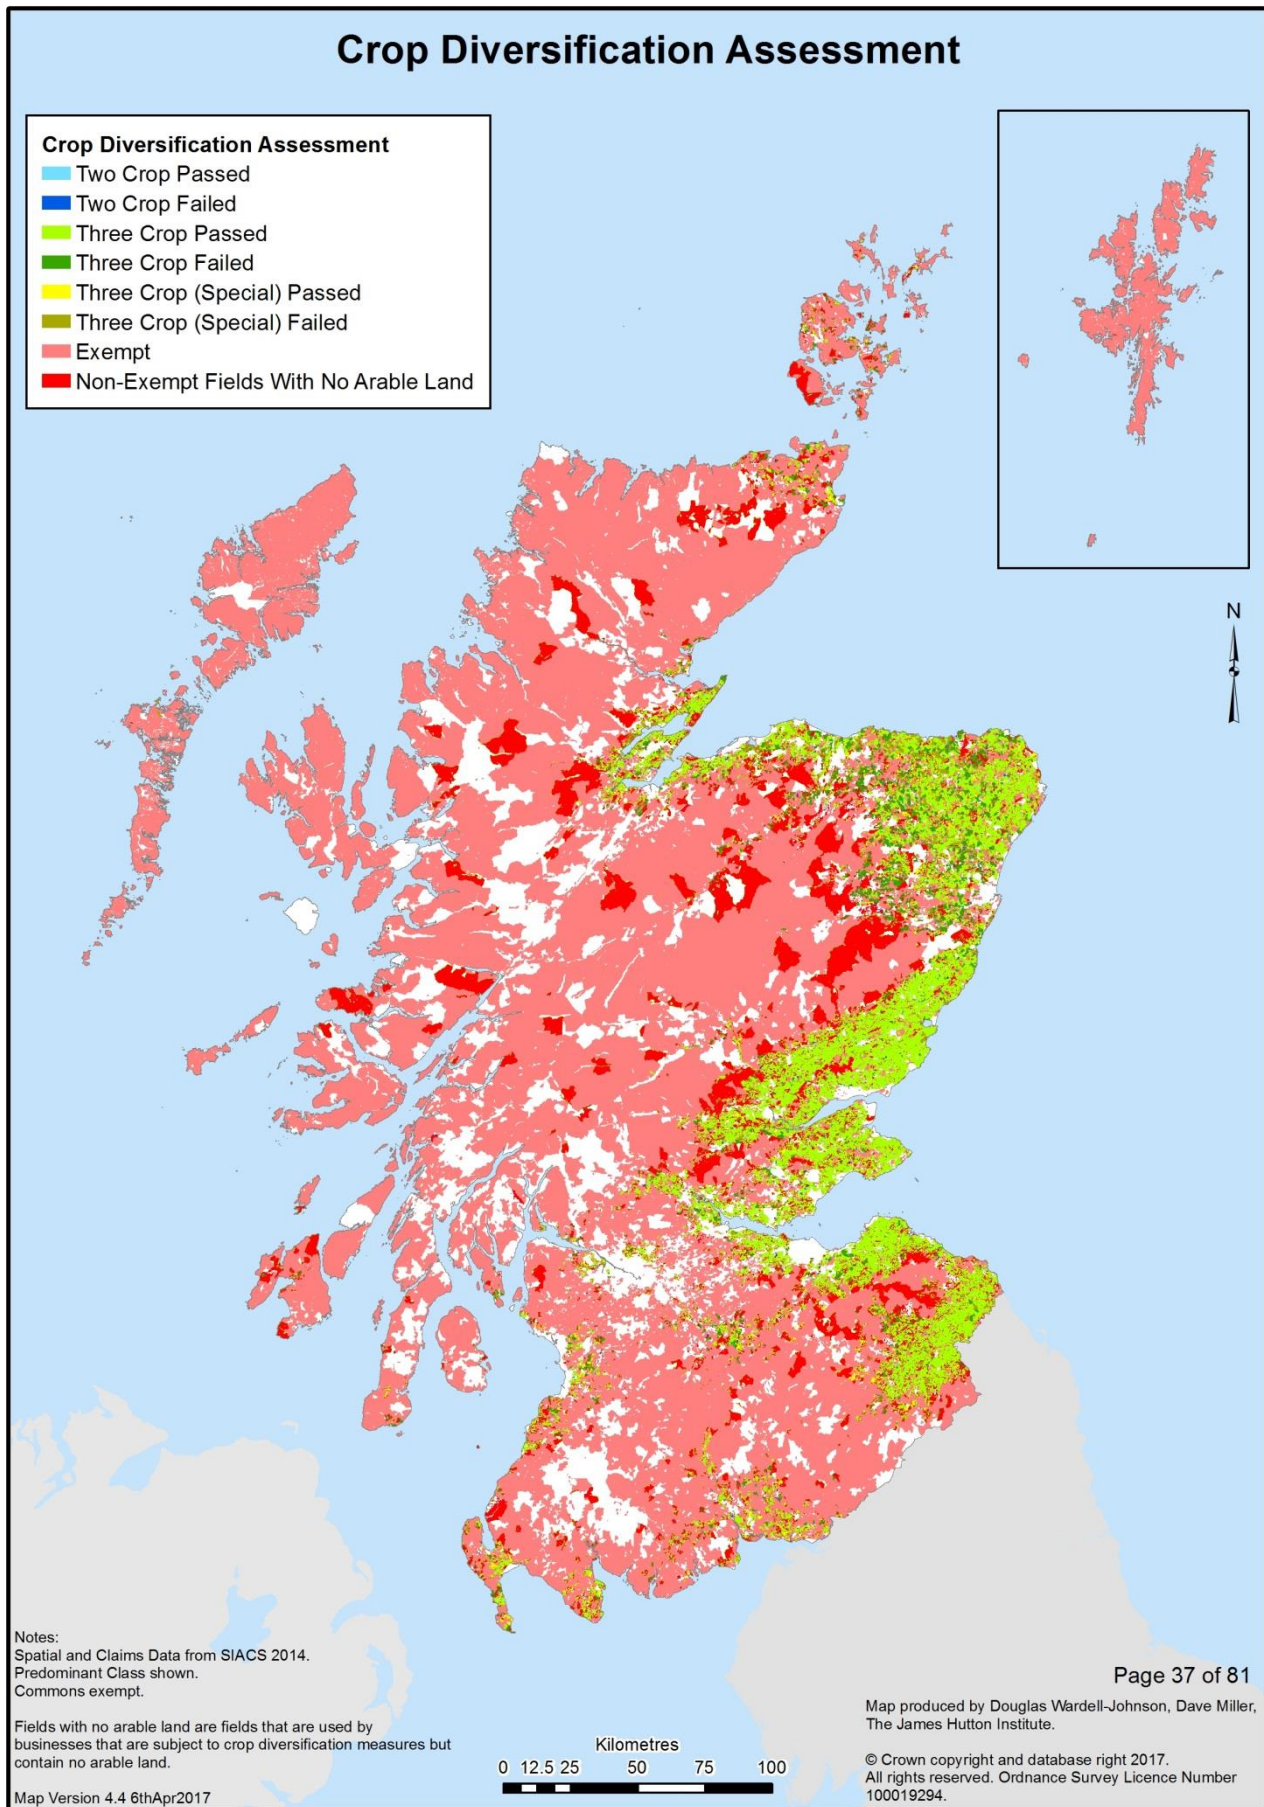 Crop Diversification Assessment
Crop Diversification Assessment
Two Crop Passed
Two Crop Failed
Three Crop Passed
Three Crop Failed
Three Crop (Special) Passed
Three Crop (Special) Failed
Exempt
Non-Exempt Fields With No Arable Land
N
Notes:
Spatial and Claims Data from SIACS 2014.
Predominant Class shown.
Commons exempt.
Fields with no arable land are fields that are used by
businesses that are subject to crop diversification measures but
contain no arable land.
Map Version 4.4 6thApr2017
Kilometres
0 12.5 25 50 75 100
Page 37 of 81
Map produced by Douglas Wardell-Johnson, Dave Miller,
The James Hutton Institute.
© Crown copyright and database right 2017.
All rights reserved. Ordnance Survey Licence Number
100019294.